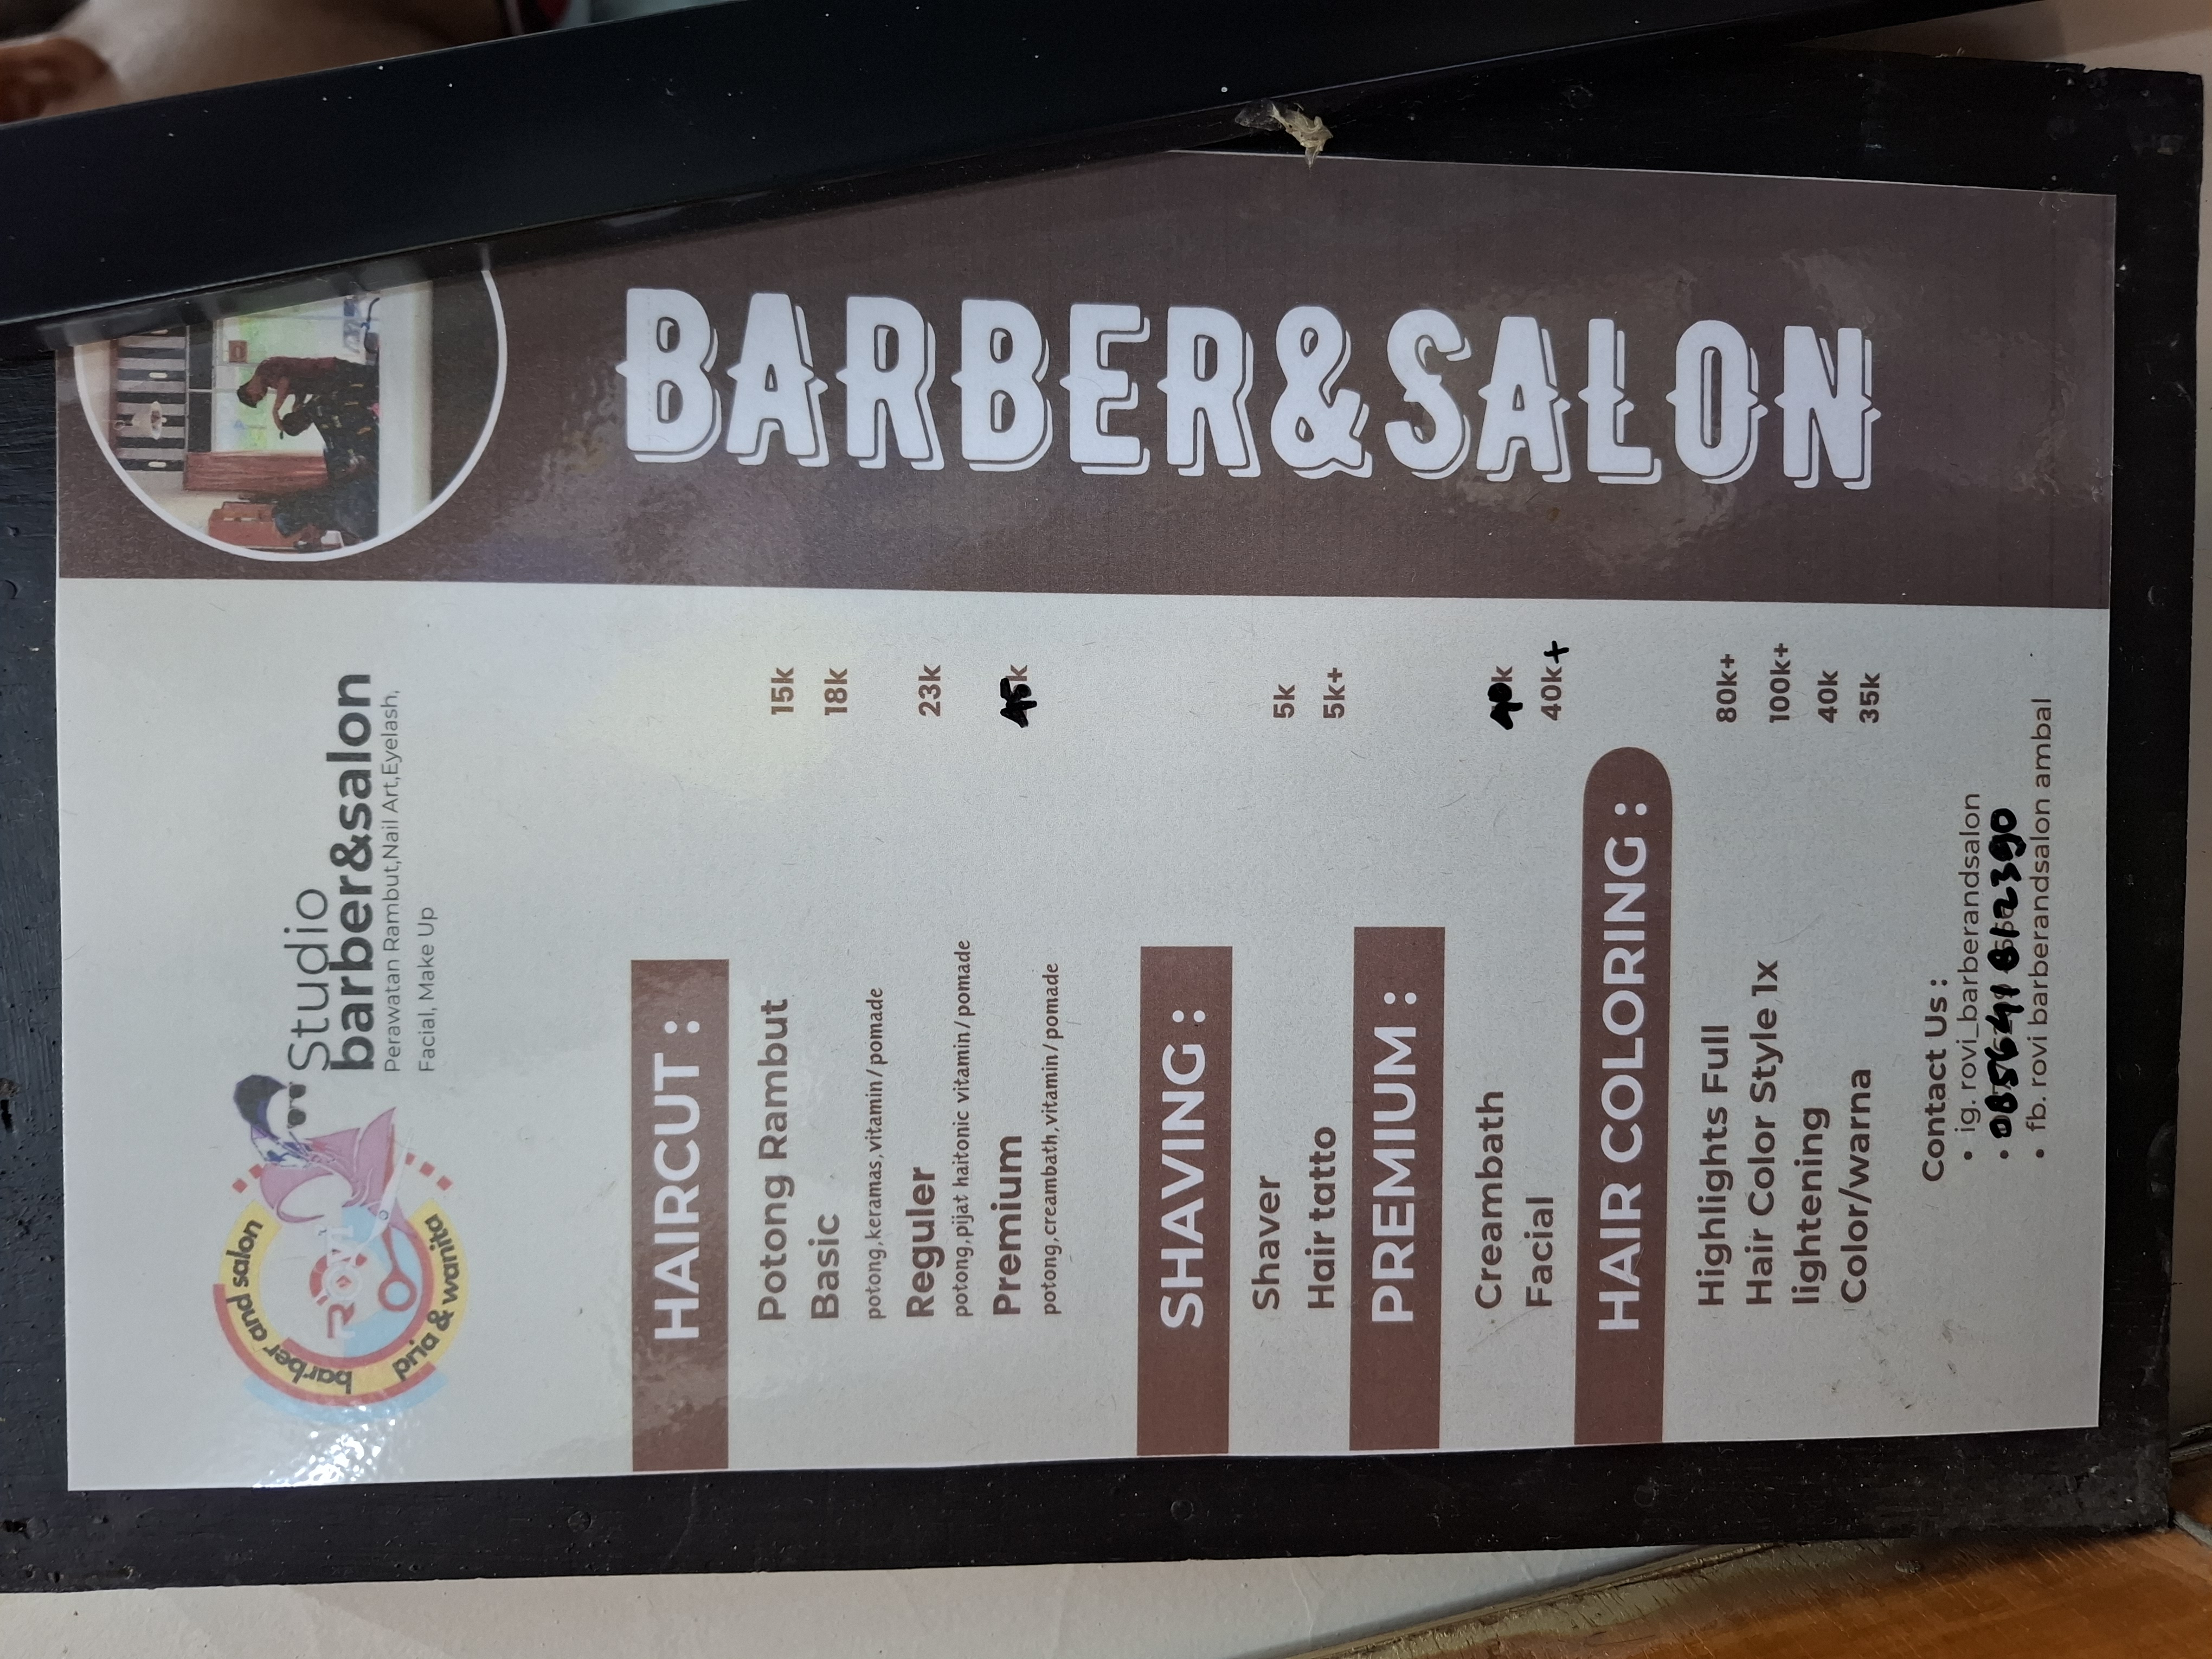 barber and salon
ROVI
pria & wanita
Studio
barber&salon
Perawatan Rambut,Nail Art,Eyelash,
Facial, Make Up
HAIRCUT :
Potong Rambut 15k
Basic 18k
potong,keramas,vitamin/pomade
Reguler 23k
potong,pijat haitonic vitamin/pomade
Premium 45k
potong,creambath,vitamin/pomade
SHAVING :
Shaver 5k
Hair tatto 5k+
PREMIUM :
Creambath 40k
Facial 40k+
HAIR COLORING :
Highlights Full 80k+
Hair Color Style 1x 100k+
lightening 40k
Color/warna 35k
Contact Us :
• ig. rovi_barberandsalon
• 085641812390
• fb. rovi barberandsalon ambal
BARBER&SALON